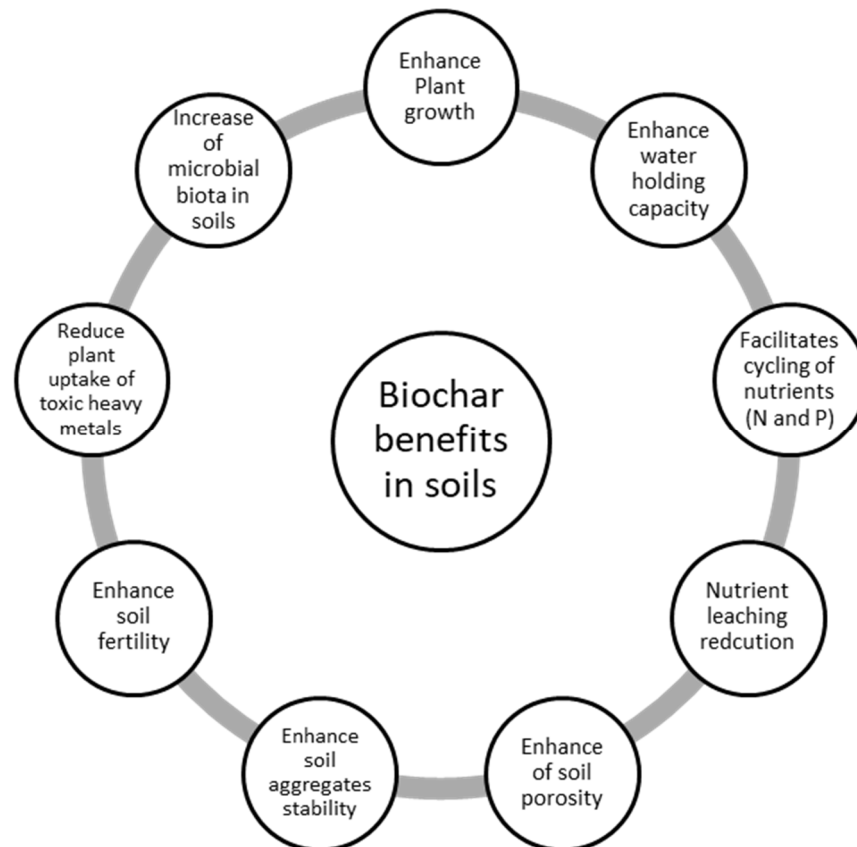 Enhance
Plant
growth
Enhance
water
holding
capacity
Facilitates
cycling of
nutrients
(N and P)
Nutrient
leaching
redcution
Enhance
of soil
porosity
Enhance
soil
aggregates
stability
Enhance
soil
fertility
Reduce
plant
uptake of
toxic heavy
metals
Increase
of
microbial
biota in
soils
Biochar
benefits
in soils